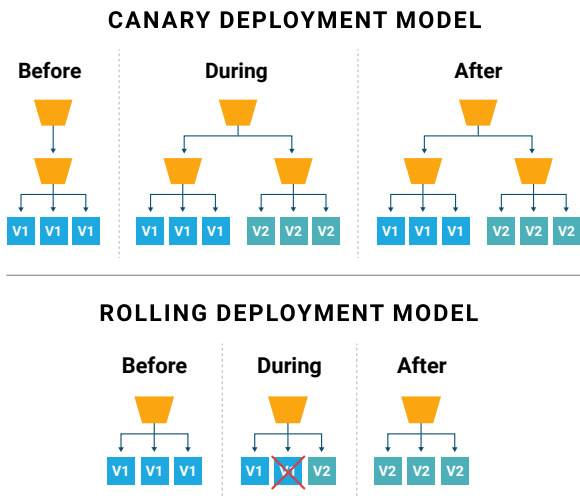 CANARY DEPLOYMENT MODEL
Before During After
V1 V1 V1 V1 V1 V1 V2 V2 V2 V1 V1 V1 V2 V2 V2
ROLLING DEPLOYMENT MODEL
Before During After
V1 V1 V1 V1 V1 V2 V2 V2 V2